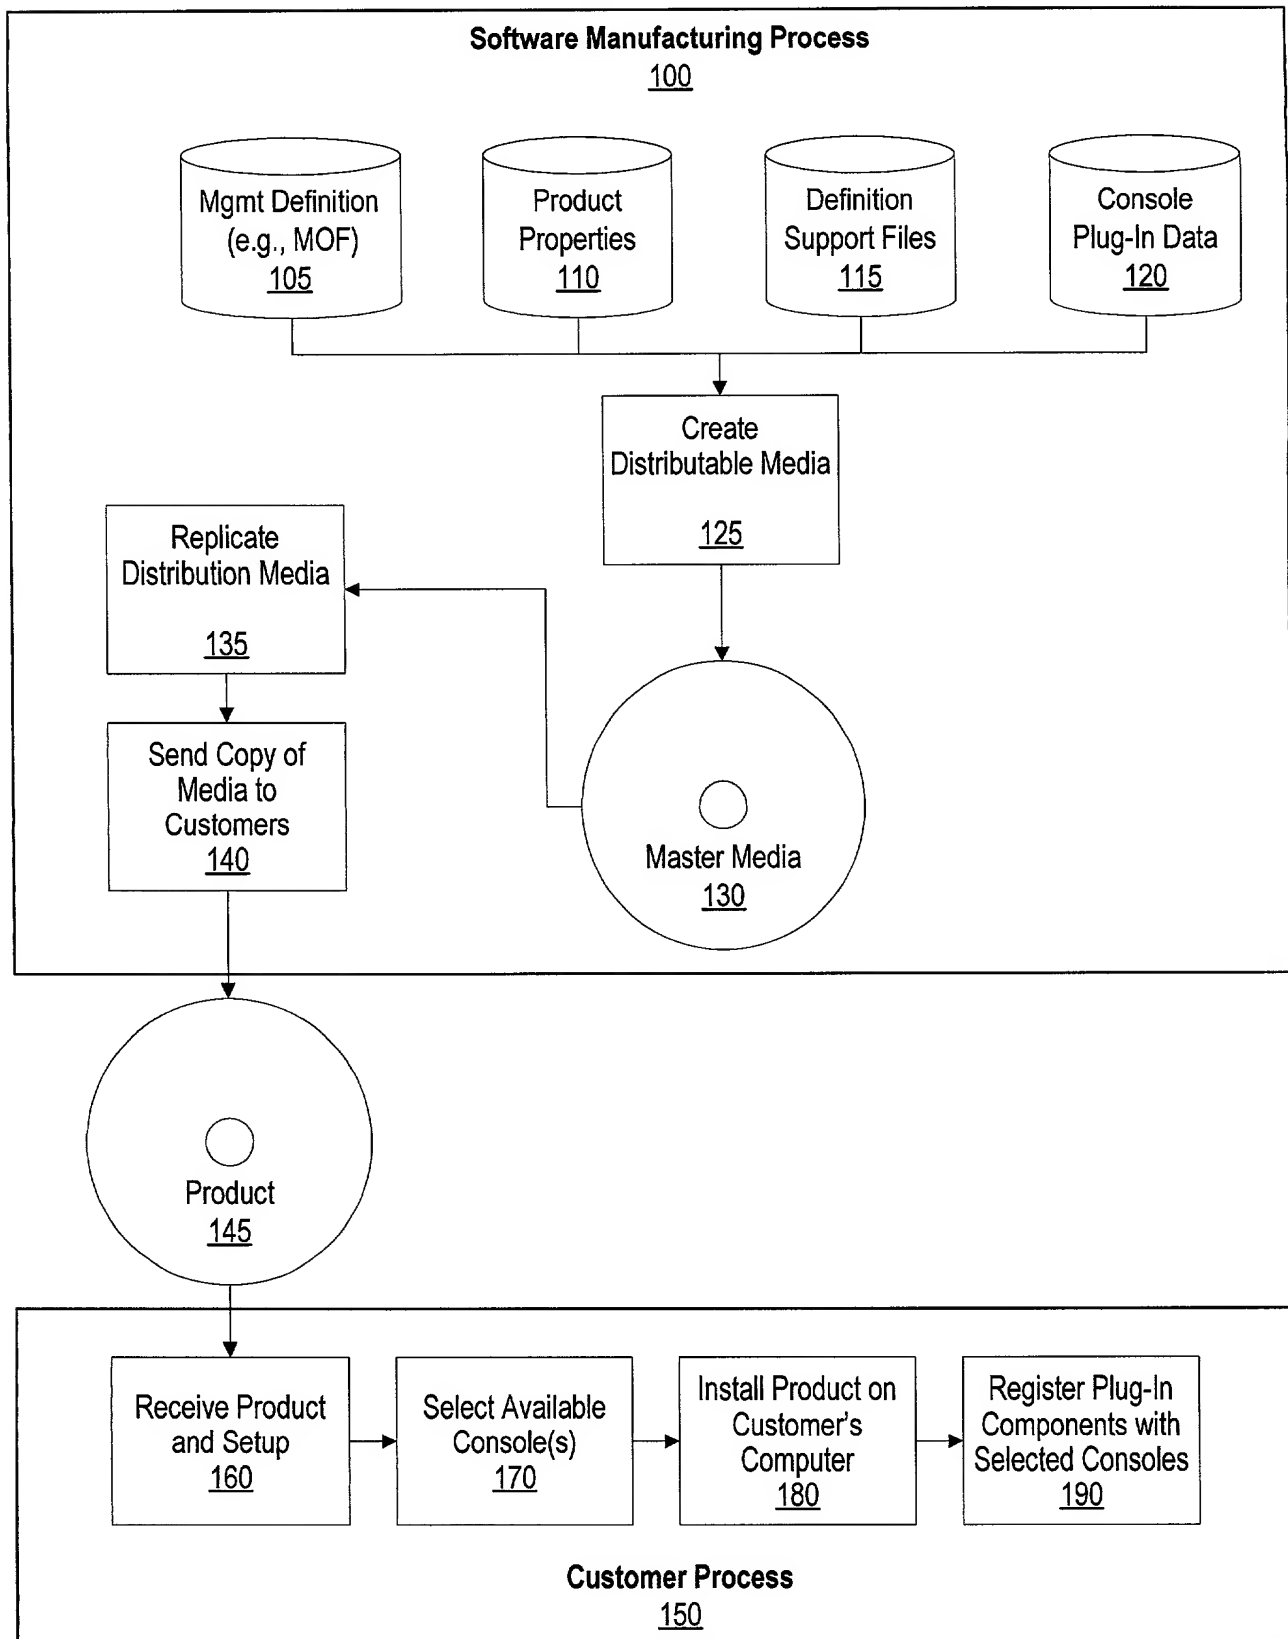 Software Manufacturing Process
100
Mgmt Definition
(e.g., MOF)
105
Product
Properties
110
Definition
Support Files
115
Console
Plug-In Data
120
Create
Distributable Media
125
Replicate
Distribution Media
135
Send Copy of
Media to
Customers
140
Master Media
130
Product
145
Receive Product
and Setup
160
Select Available
Console(s)
170
Install Product on
Customer's
Computer
180
Register Plug-In
Components with
Selected Consoles
190
Customer Process
150